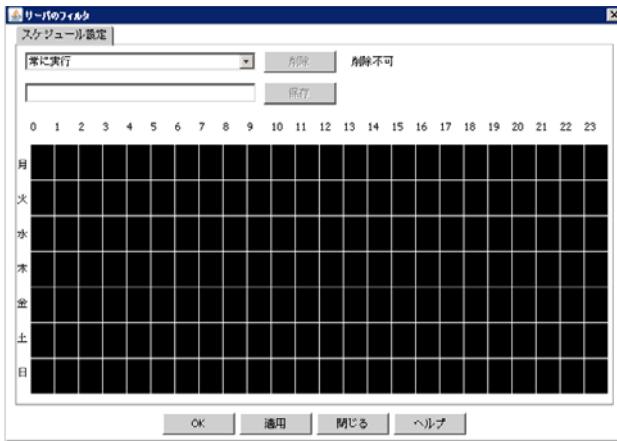 サーバのフィルタ
スケジュール設定
常に実行 削除 削除不可
保存
0 1 2 3 4 5 6 7 8 9 10 11 12 13 14 15 16 17 18 19 20 21 22 23
月
火
水
木
金
土
日
OK 適用 閉じる ヘルプ